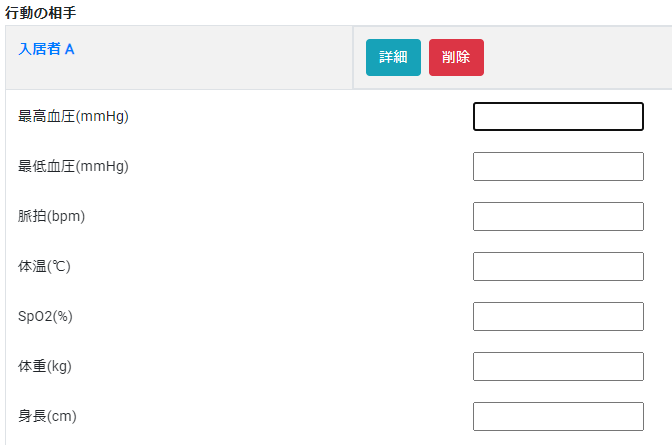 行動の相手
入居者 A
詳細 削除
最高血圧(mmHg)
最低血圧(mmHg)
脈拍(bpm)
体温(℃)
SpO2(%)
体重(kg)
身長(cm)